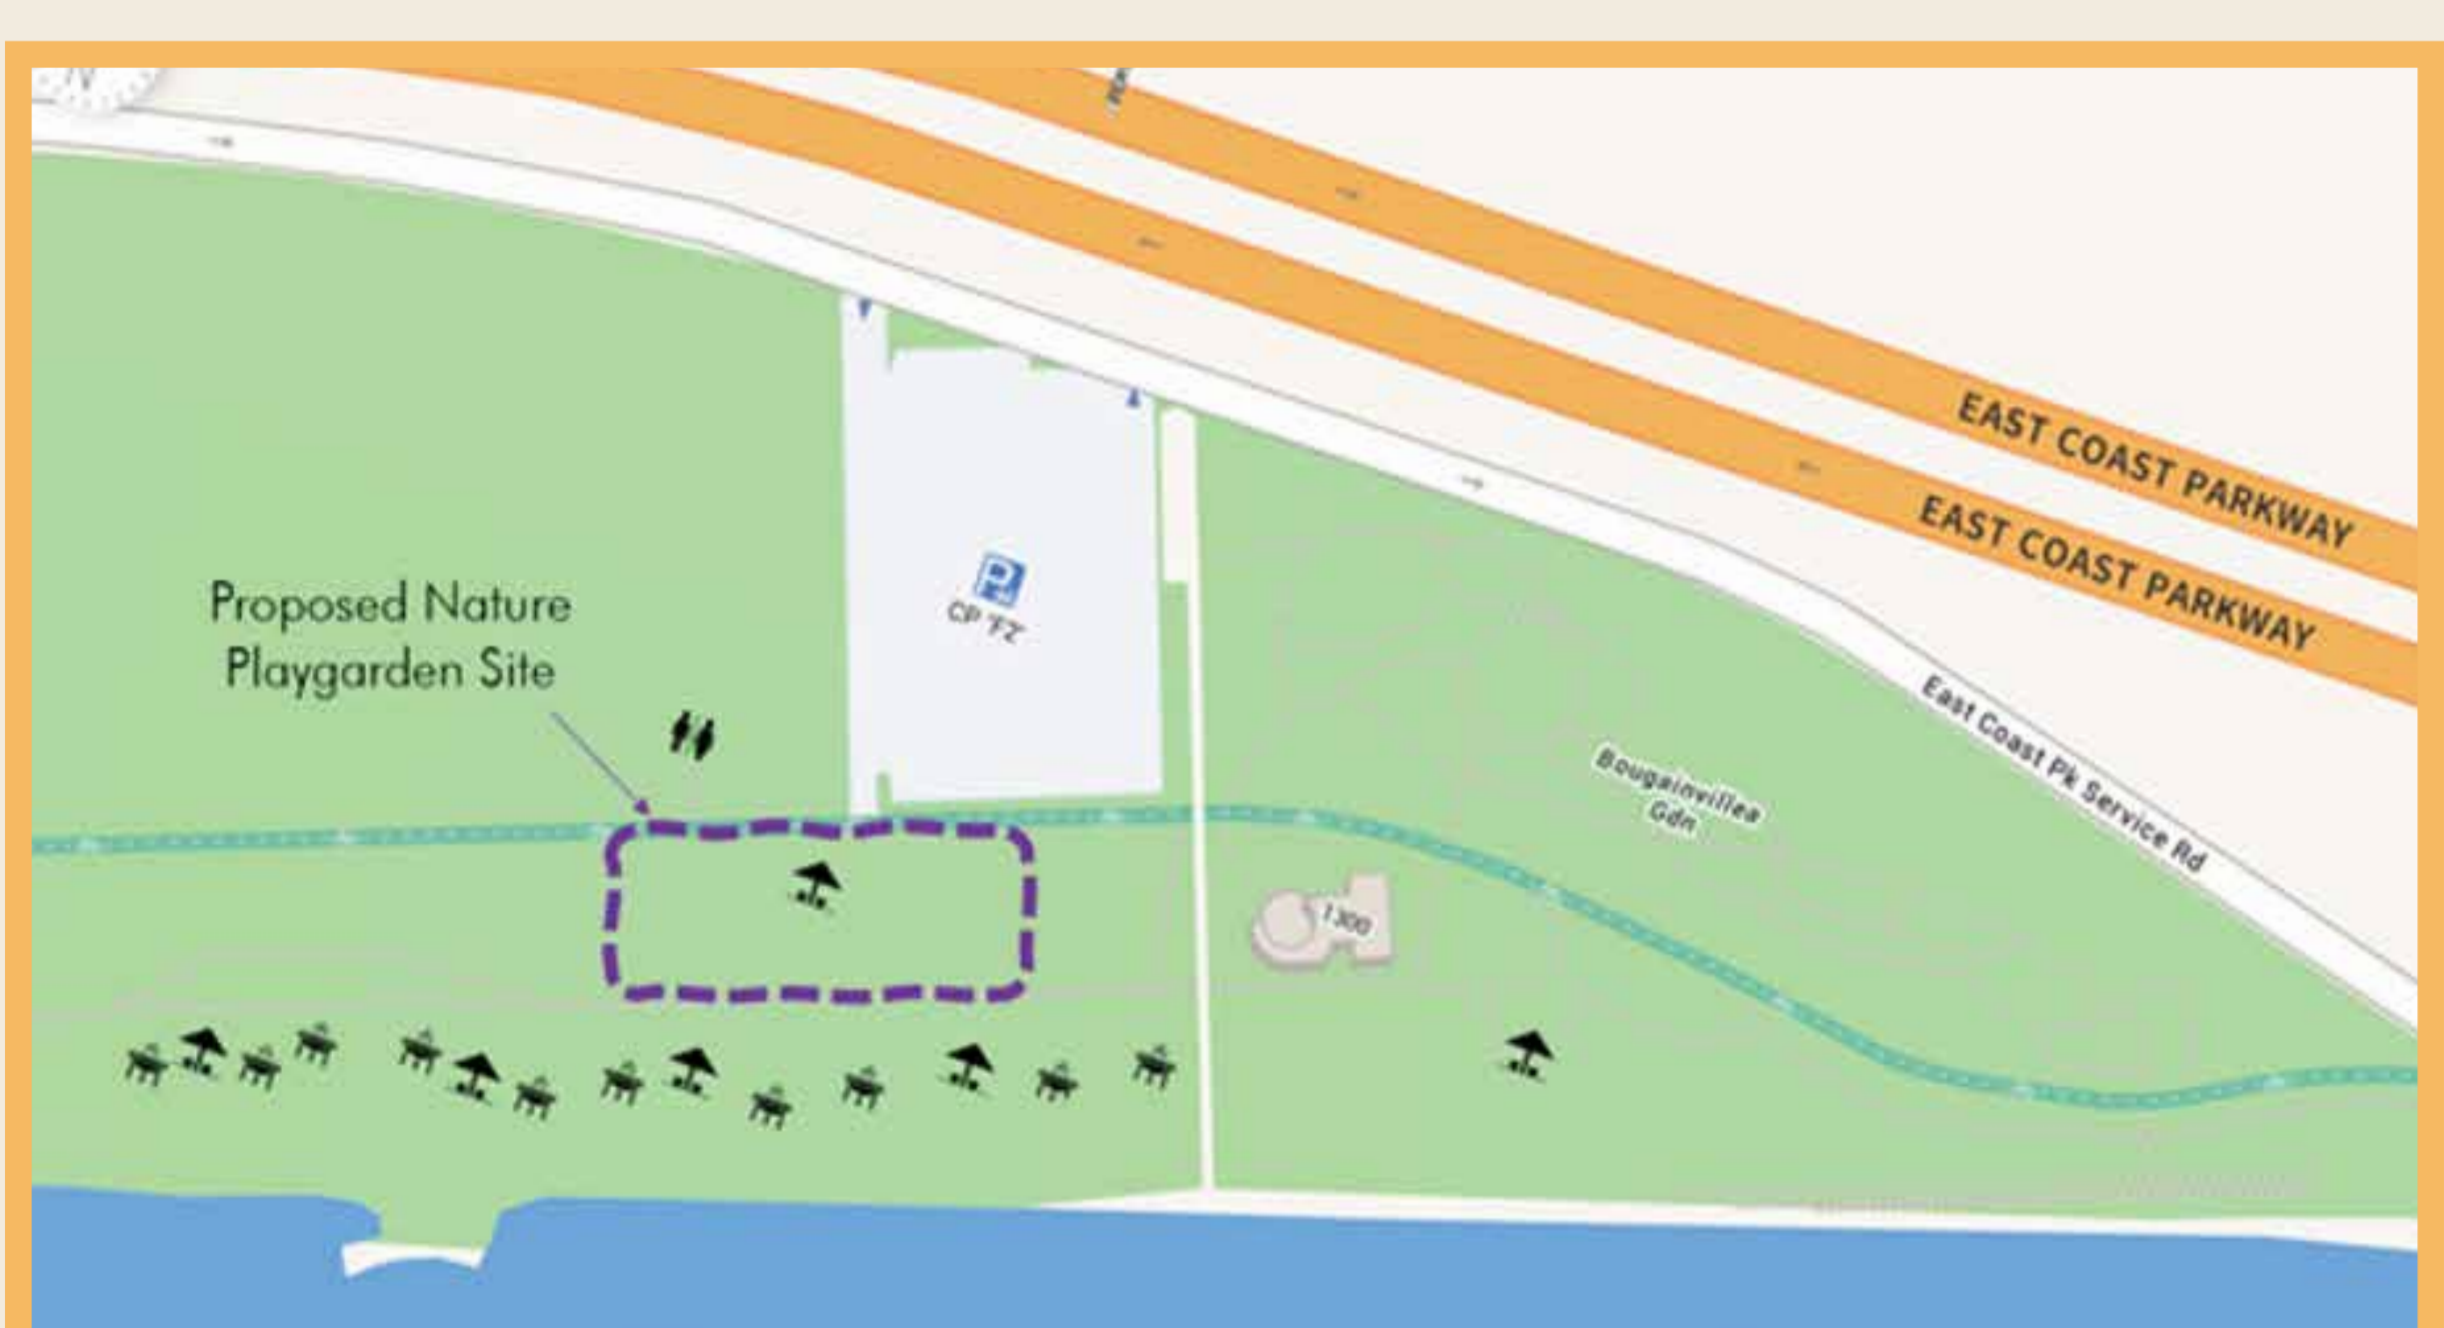 N
EAST COAST PARKWAY
EAST COAST PARKWAY
P
CP 'F2'
Proposed Nature
Playgarden Site
East Coast Pk Service Rd
Bougainvillea
Gdn
1300